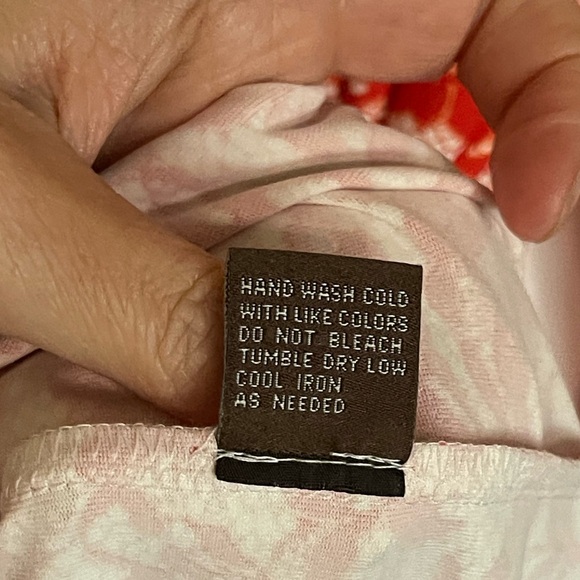 HAND WASH COLD
WITH LIKE COLORS
DO NOT BLEACH
TUMBLE DRY LOW
COOL IRON
AS NEEDED